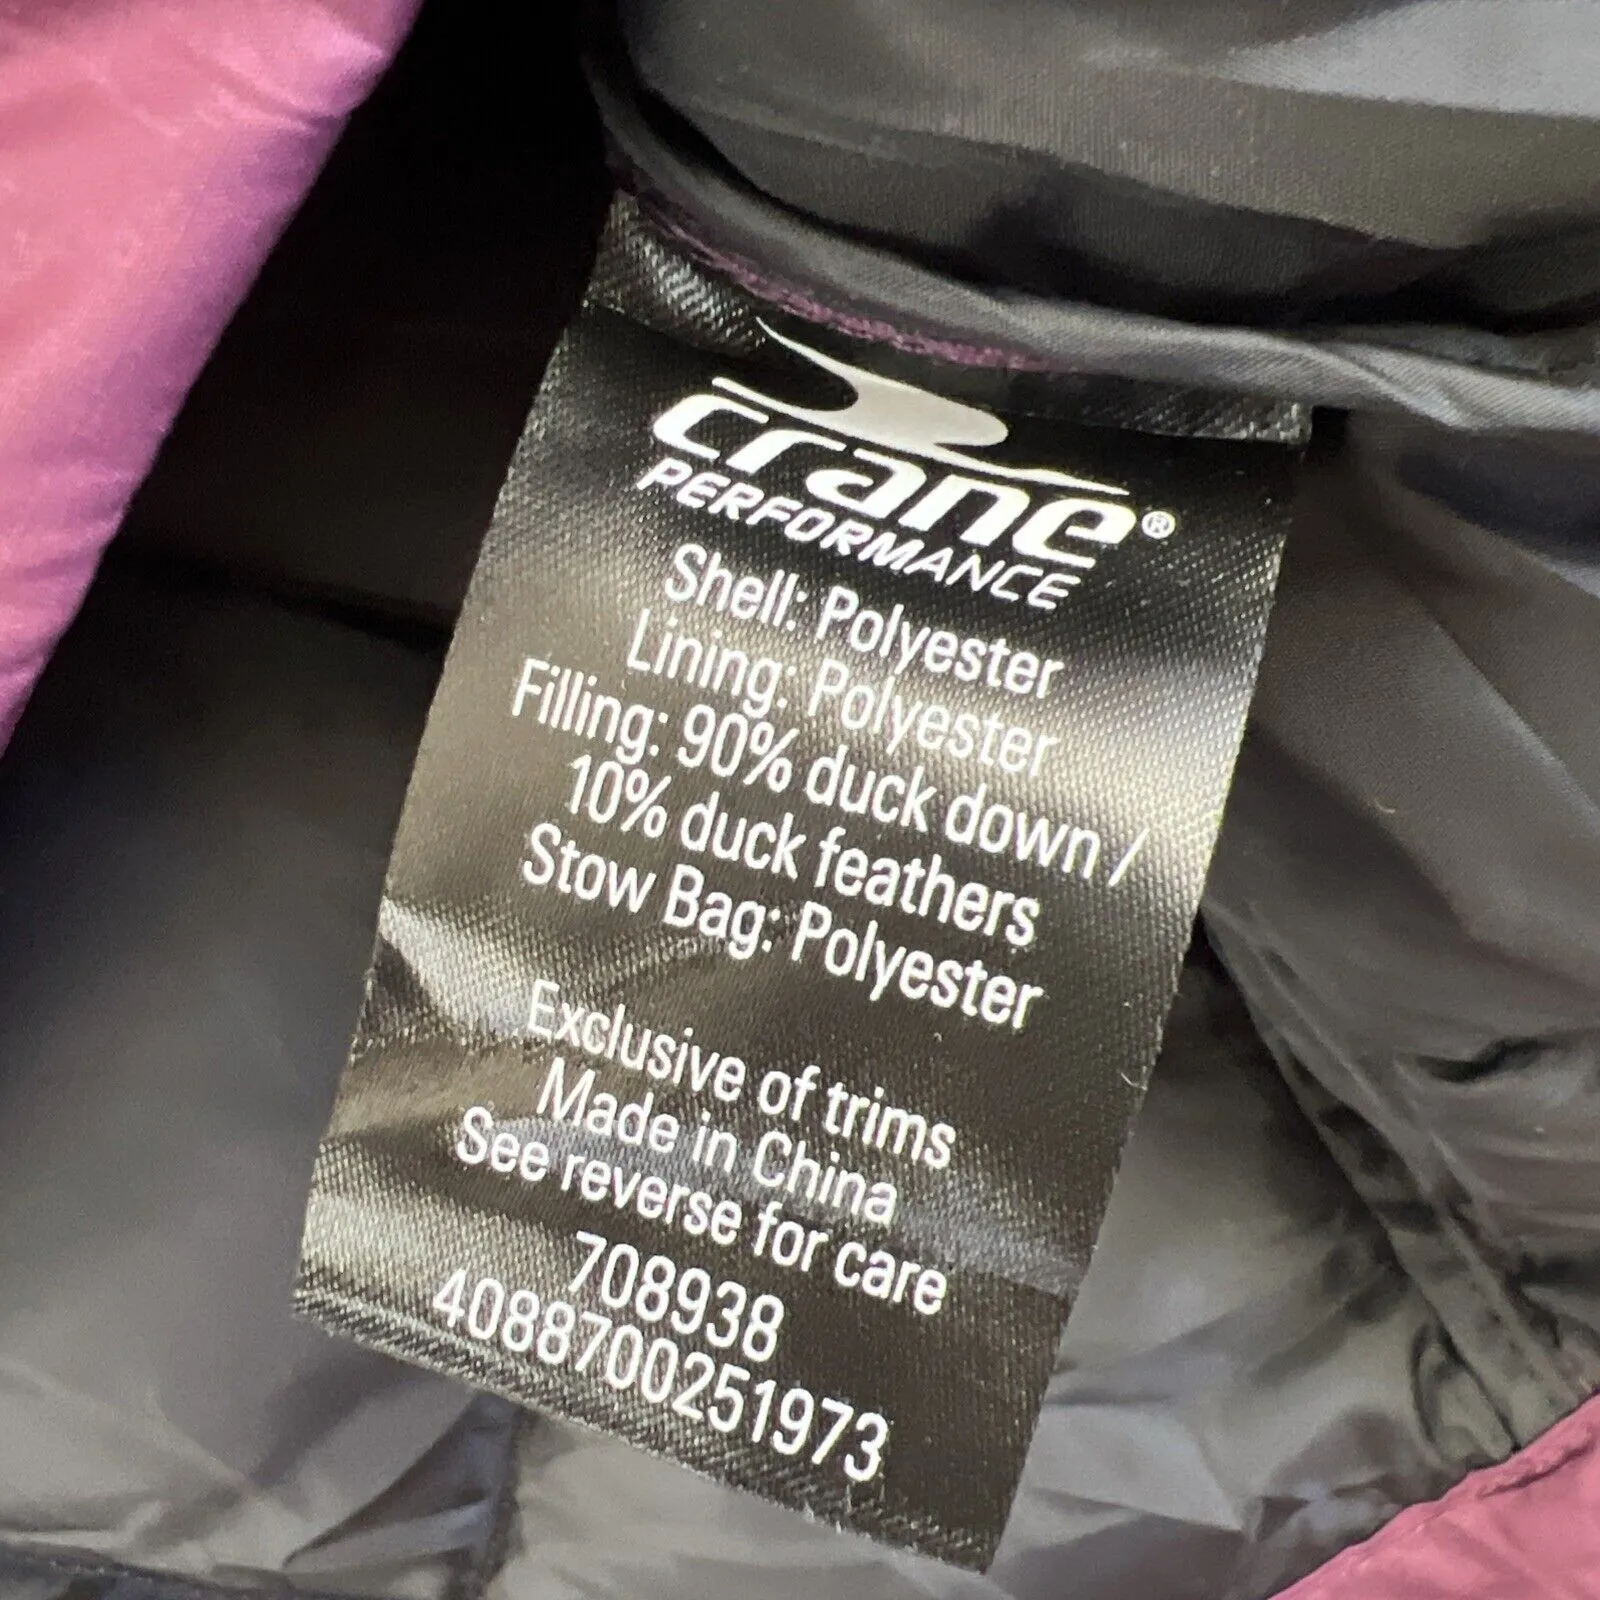 crane®
PERFORMANCE
Shell: Polyester
Lining: Polyester
Filling: 90% duck down /
10% duck feathers
Stow Bag: Polyester
Exclusive of trims
Made in China
See reverse for care
708938
4088700251973